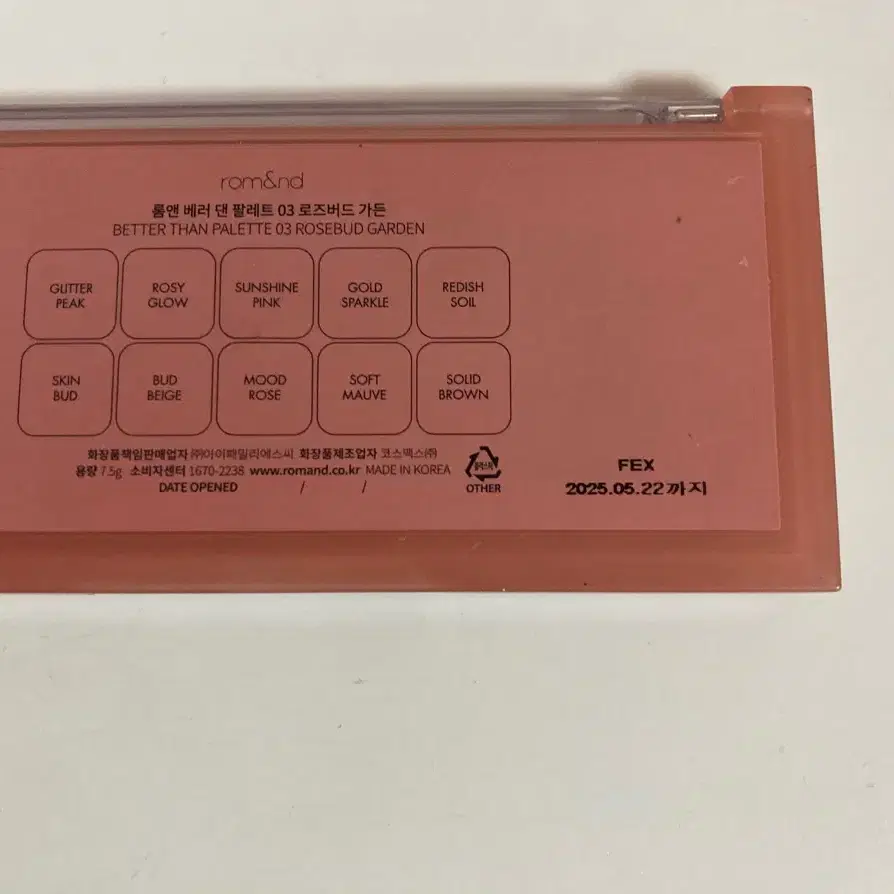 rom&nd
롬앤 베러 댄 팔레트 03 로즈버드 가든
BETTER THAN PALETTE 03 ROSEBUD GARDEN
GLITTER
PEAK
ROSY
GLOW
SUNSHINE
PINK
GOLD
SPARKLE
REDISH
SOIL
SKIN
BUD
BUD
BEIGE
MOOD
ROSE
SOFT
MAUVE
SOLID
BROWN
화장품책임판매업자 ㈜아이패밀리에스씨 화장품제조업자 코스맥스㈜
용량 7.5g 소비자센터 1670-2238 www.romand.co.kr MADE IN KOREA
DATE OPENED / /
OTHER
FEX
2025.05.22까지